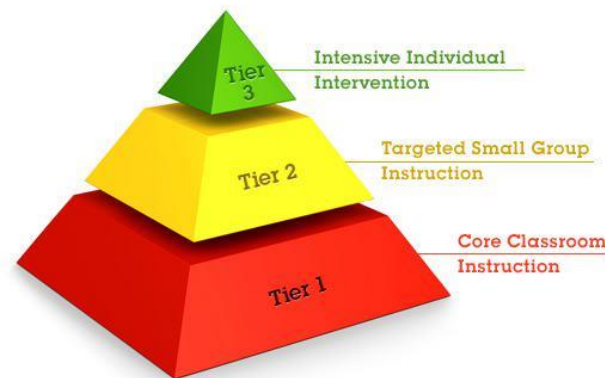 Tier
3
Intensive Individual
Intervention
Tier 2
Targeted Small Group
Instruction
Tier 1
Core Classroom
Instruction